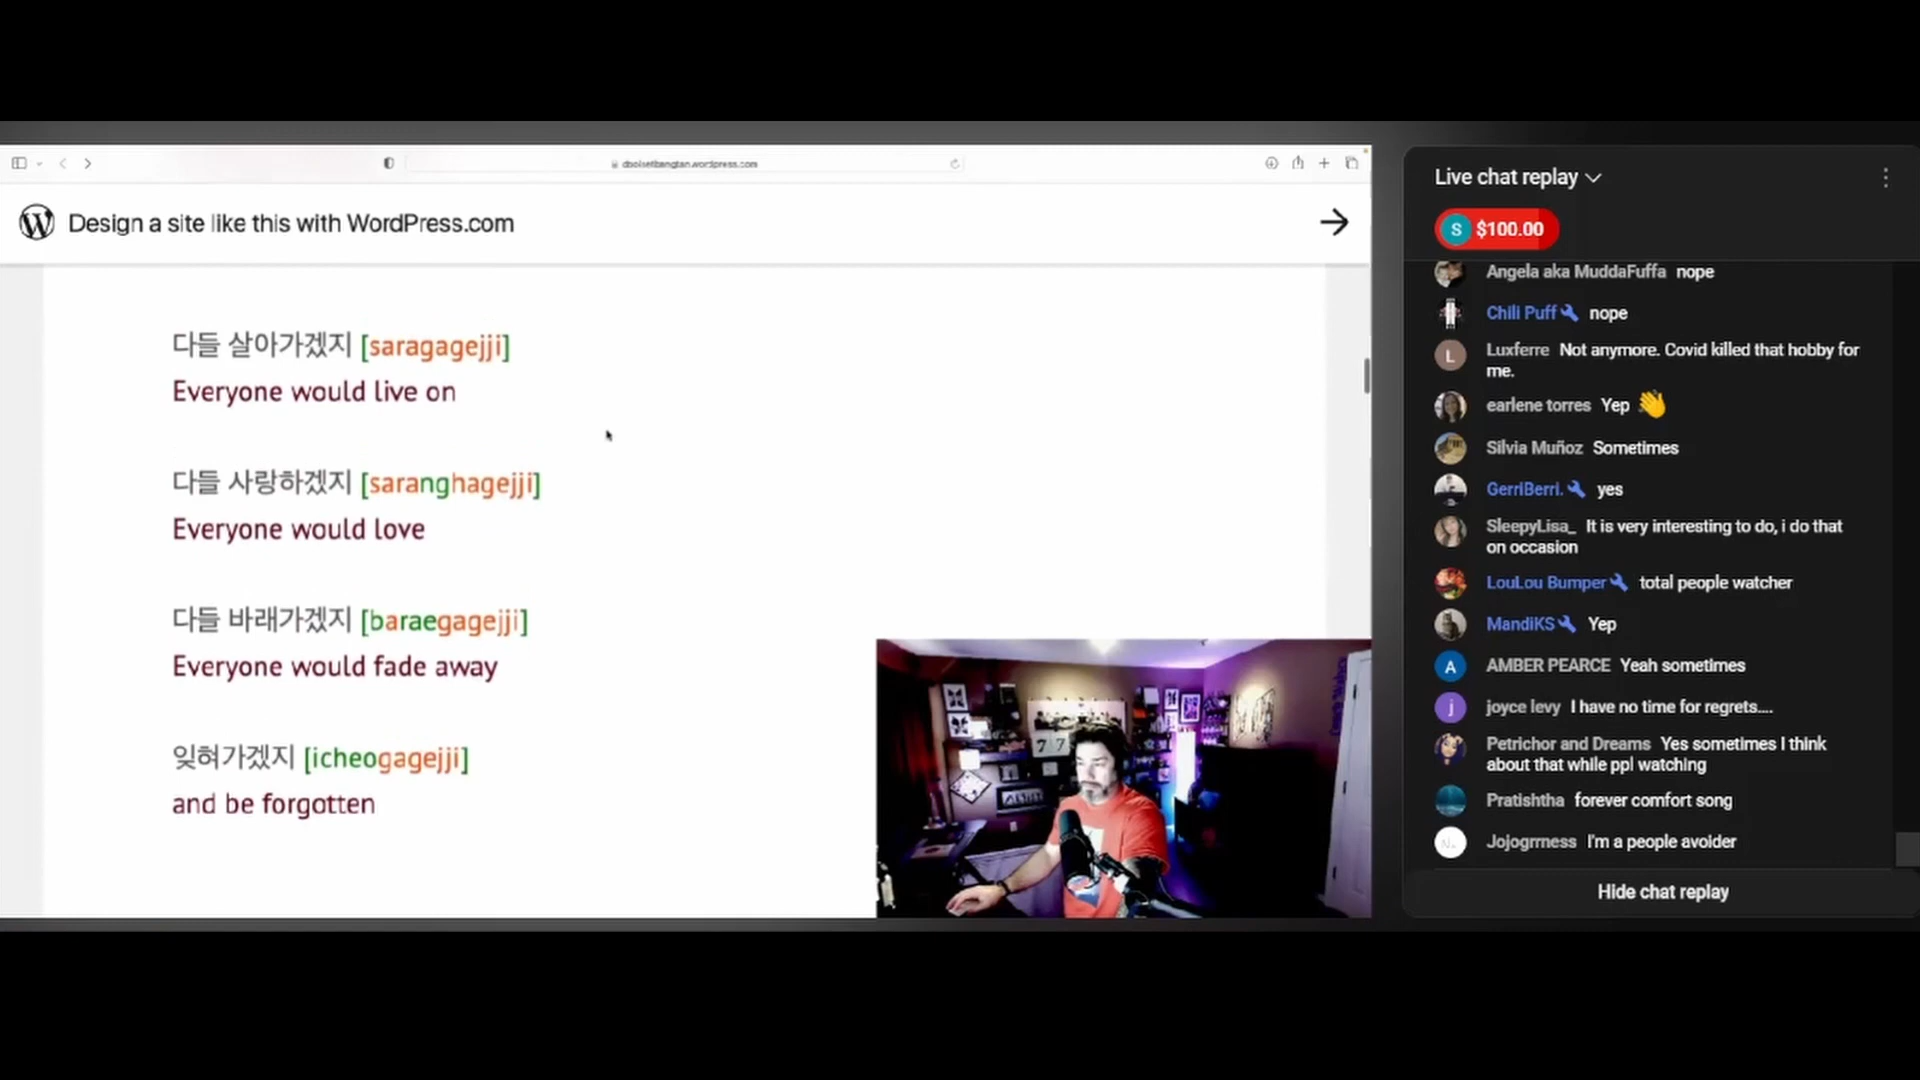 doolsetbangtan.wordpress.com
Design a site like this with WordPress.com
다들 살아가겠지 [saragagejji]
Everyone would live on
다들 사랑하겠지 [saranghagejji]
Everyone would love
다들 바래가겠지 [baraegagejji]
Everyone would fade away
잊혀가겠지 [icheogagejji]
and be forgotten
77
Live chat replay
S $100.00
Angela aka MuddaFuffa nope
Chili Puff nope
L Luxferre Not anymore. Covid killed that hobby for
me.
earlene torres Yep 👋
Silvia Muñoz Sometimes
GerriBerri. yes
SleepyLisa_ It is very interesting to do, i do that
on occasion
LouLou Bumper total people watcher
MandiKS Yep
A AMBER PEARCE Yeah sometimes
j joyce levy I have no time for regrets....
Petrichor and Dreams Yes sometimes I think
about that while ppl watching
Pratishtha forever comfort song
Jojogrrness I'm a people avoider
Hide chat replay